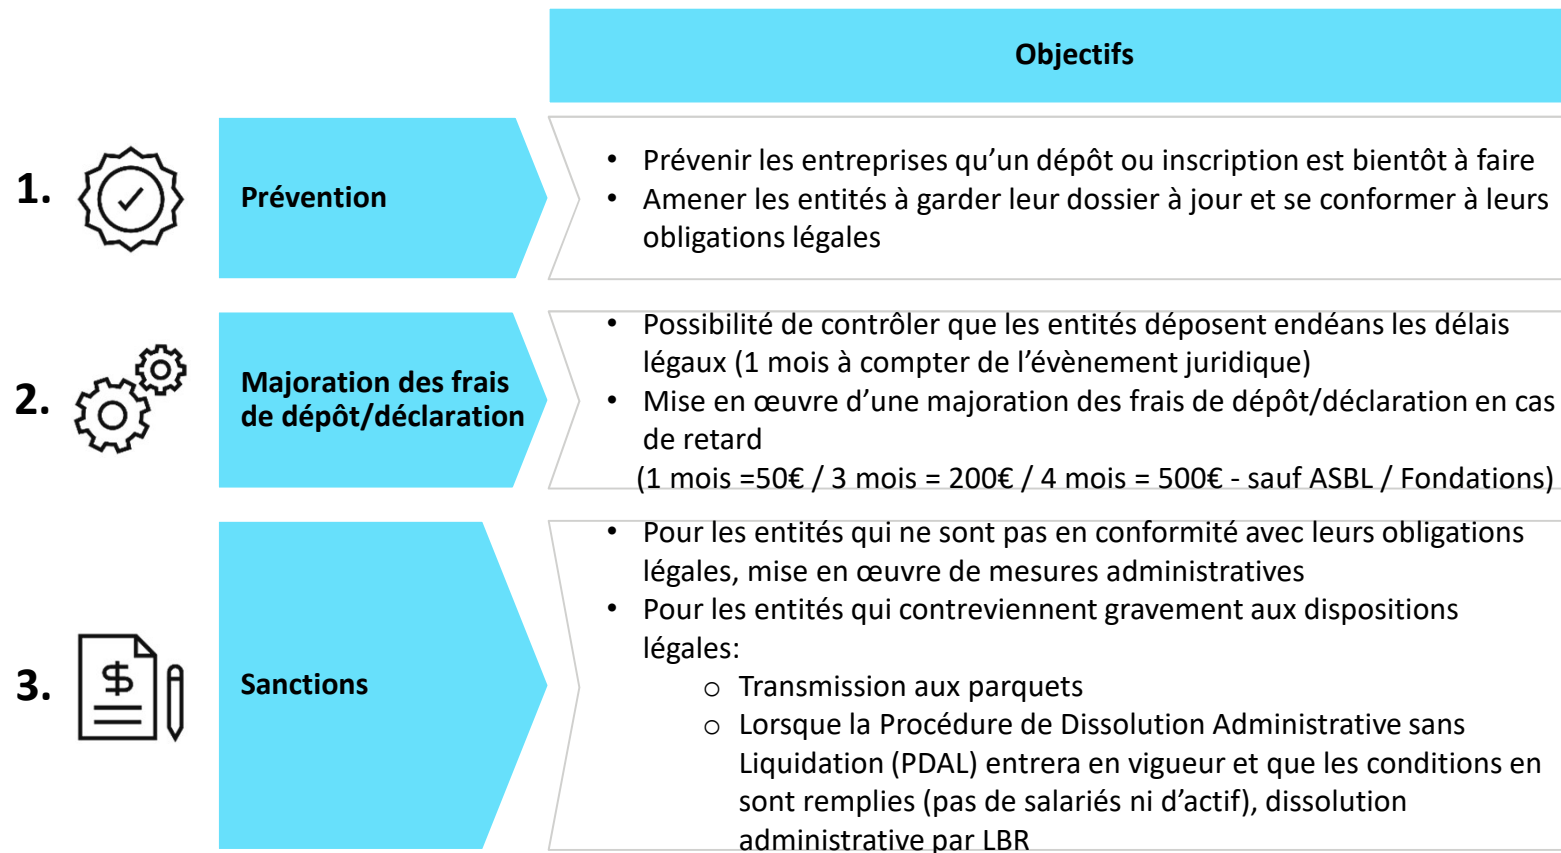 Objectifs
1.
Prévention
• Prévenir les entreprises qu’un dépôt ou inscription est bientôt à faire
• Amener les entités à garder leur dossier à jour et se conformer à leurs
obligations légales
2.
Majoration des frais
de dépôt/déclaration
• Possibilité de contrôler que les entités déposent endéans les délais
légaux (1 mois à compter de l’évènement juridique)
• Mise en œuvre d’une majoration des frais de dépôt/déclaration en cas
de retard
(1 mois =50€ / 3 mois = 200€ / 4 mois = 500€ - sauf ASBL / Fondations)
3.
$
Sanctions
• Pour les entités qui ne sont pas en conformité avec leurs obligations
légales, mise en œuvre de mesures administratives
• Pour les entités qui contreviennent gravement aux dispositions
légales:
o Transmission aux parquets
o Lorsque la Procédure de Dissolution Administrative sans
Liquidation (PDAL) entrera en vigueur et que les conditions en
sont remplies (pas de salariés ni d’actif), dissolution
administrative par LBR